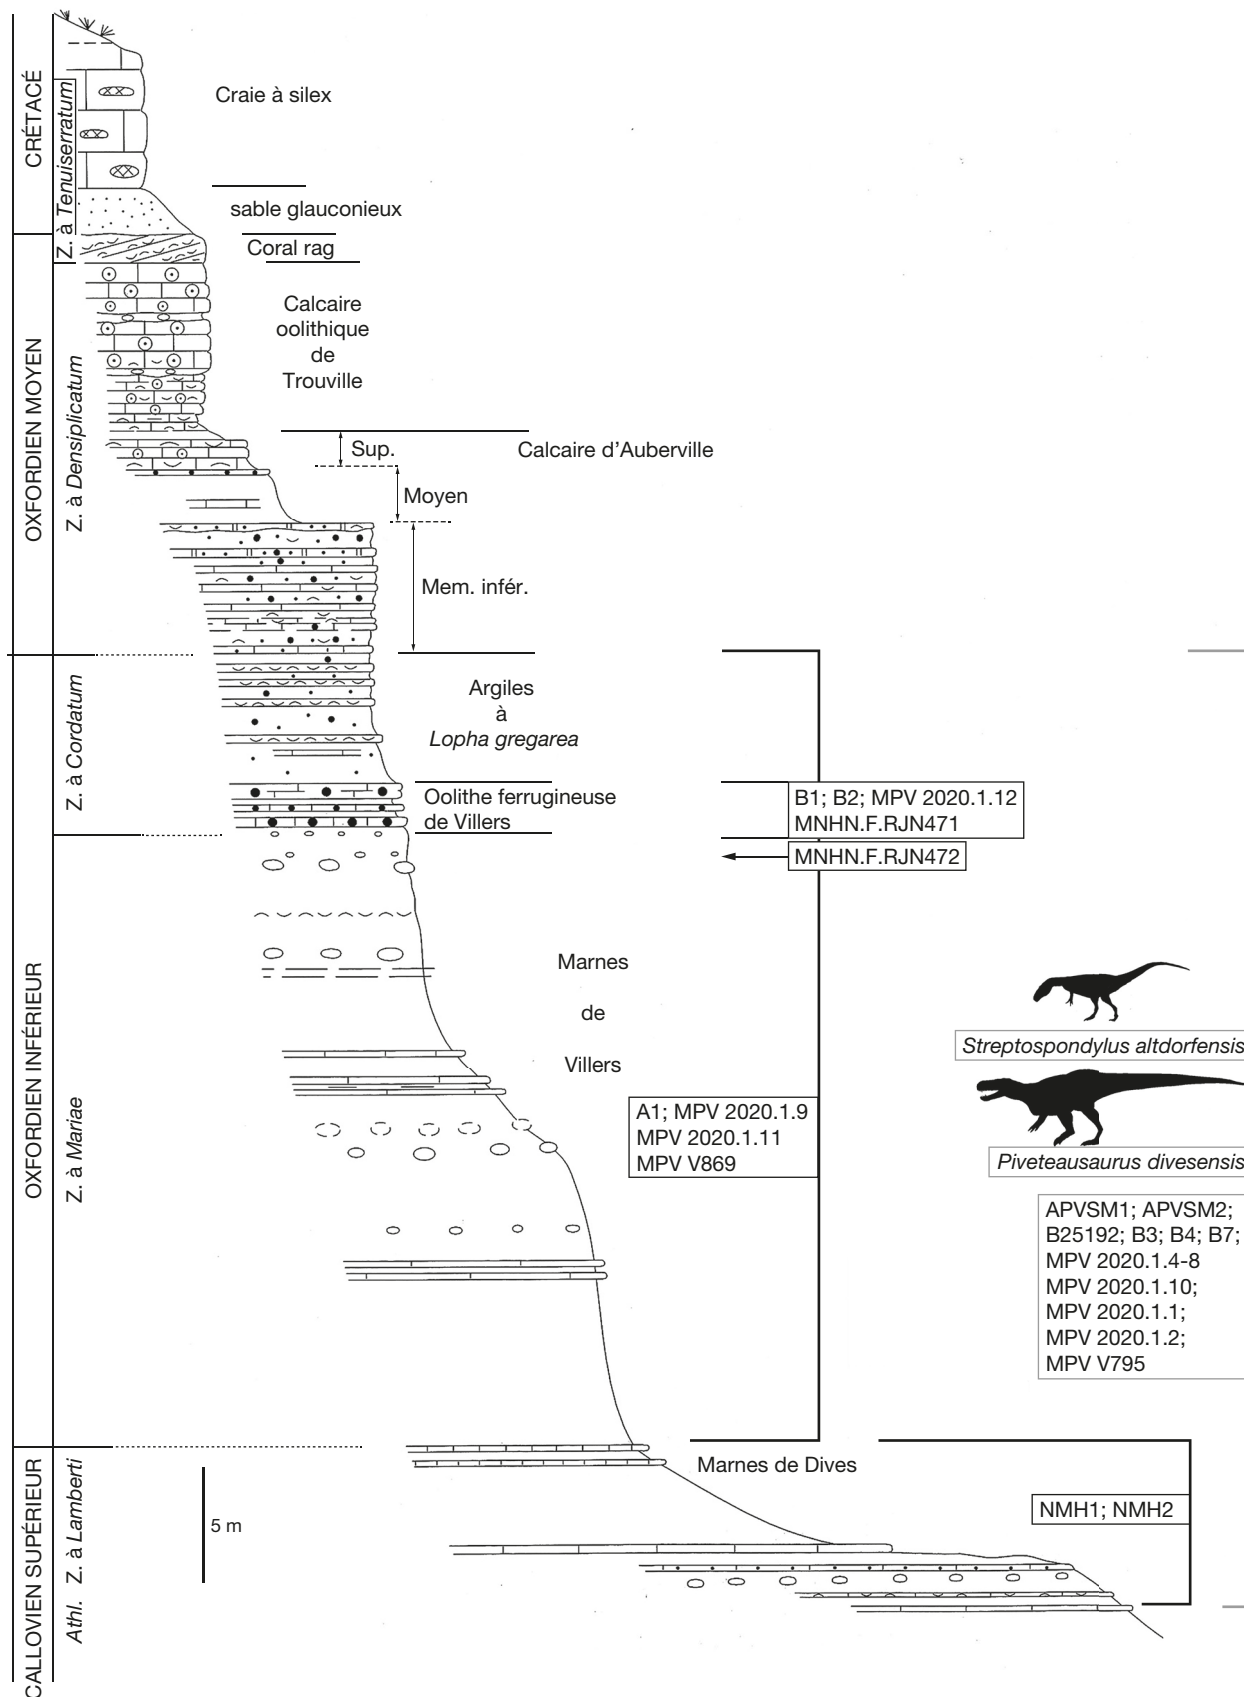 CRÉTACÉ
Z. à Tenuiserratum
Craie à silex
sable glauconieux
Coral rag
OXFORDIEN MOYEN
Z. à Densiplicatum
Calcaire
oolithique
de
Trouville
Sup.
Calcaire d'Auberville
Moyen
Mem. infér.
OXFORDIEN INFÉRIEUR
Z. à Cordatum
Argiles
à
Lopha gregarea
Oolithe ferrugineuse
de Villers
B1; B2; MPV 2020.1.12
MNHN.F.RJN471
MNHN.F.RJN472
Z. à Mariae
Marnes
de
Villers
A1; MPV 2020.1.9
MPV 2020.1.11
MPV V869
Streptospondylus altdorfensis
Piveteausaurus divesensis
APVSM1; APVSM2;
B25192; B3; B4; B7;
MPV 2020.1.4-8
MPV 2020.1.10;
MPV 2020.1.1;
MPV 2020.1.2;
MPV V795
CALLOVIEN SUPÉRIEUR
Athl. Z. à Lamberti
Marnes de Dives
NMH1; NMH2
5 m